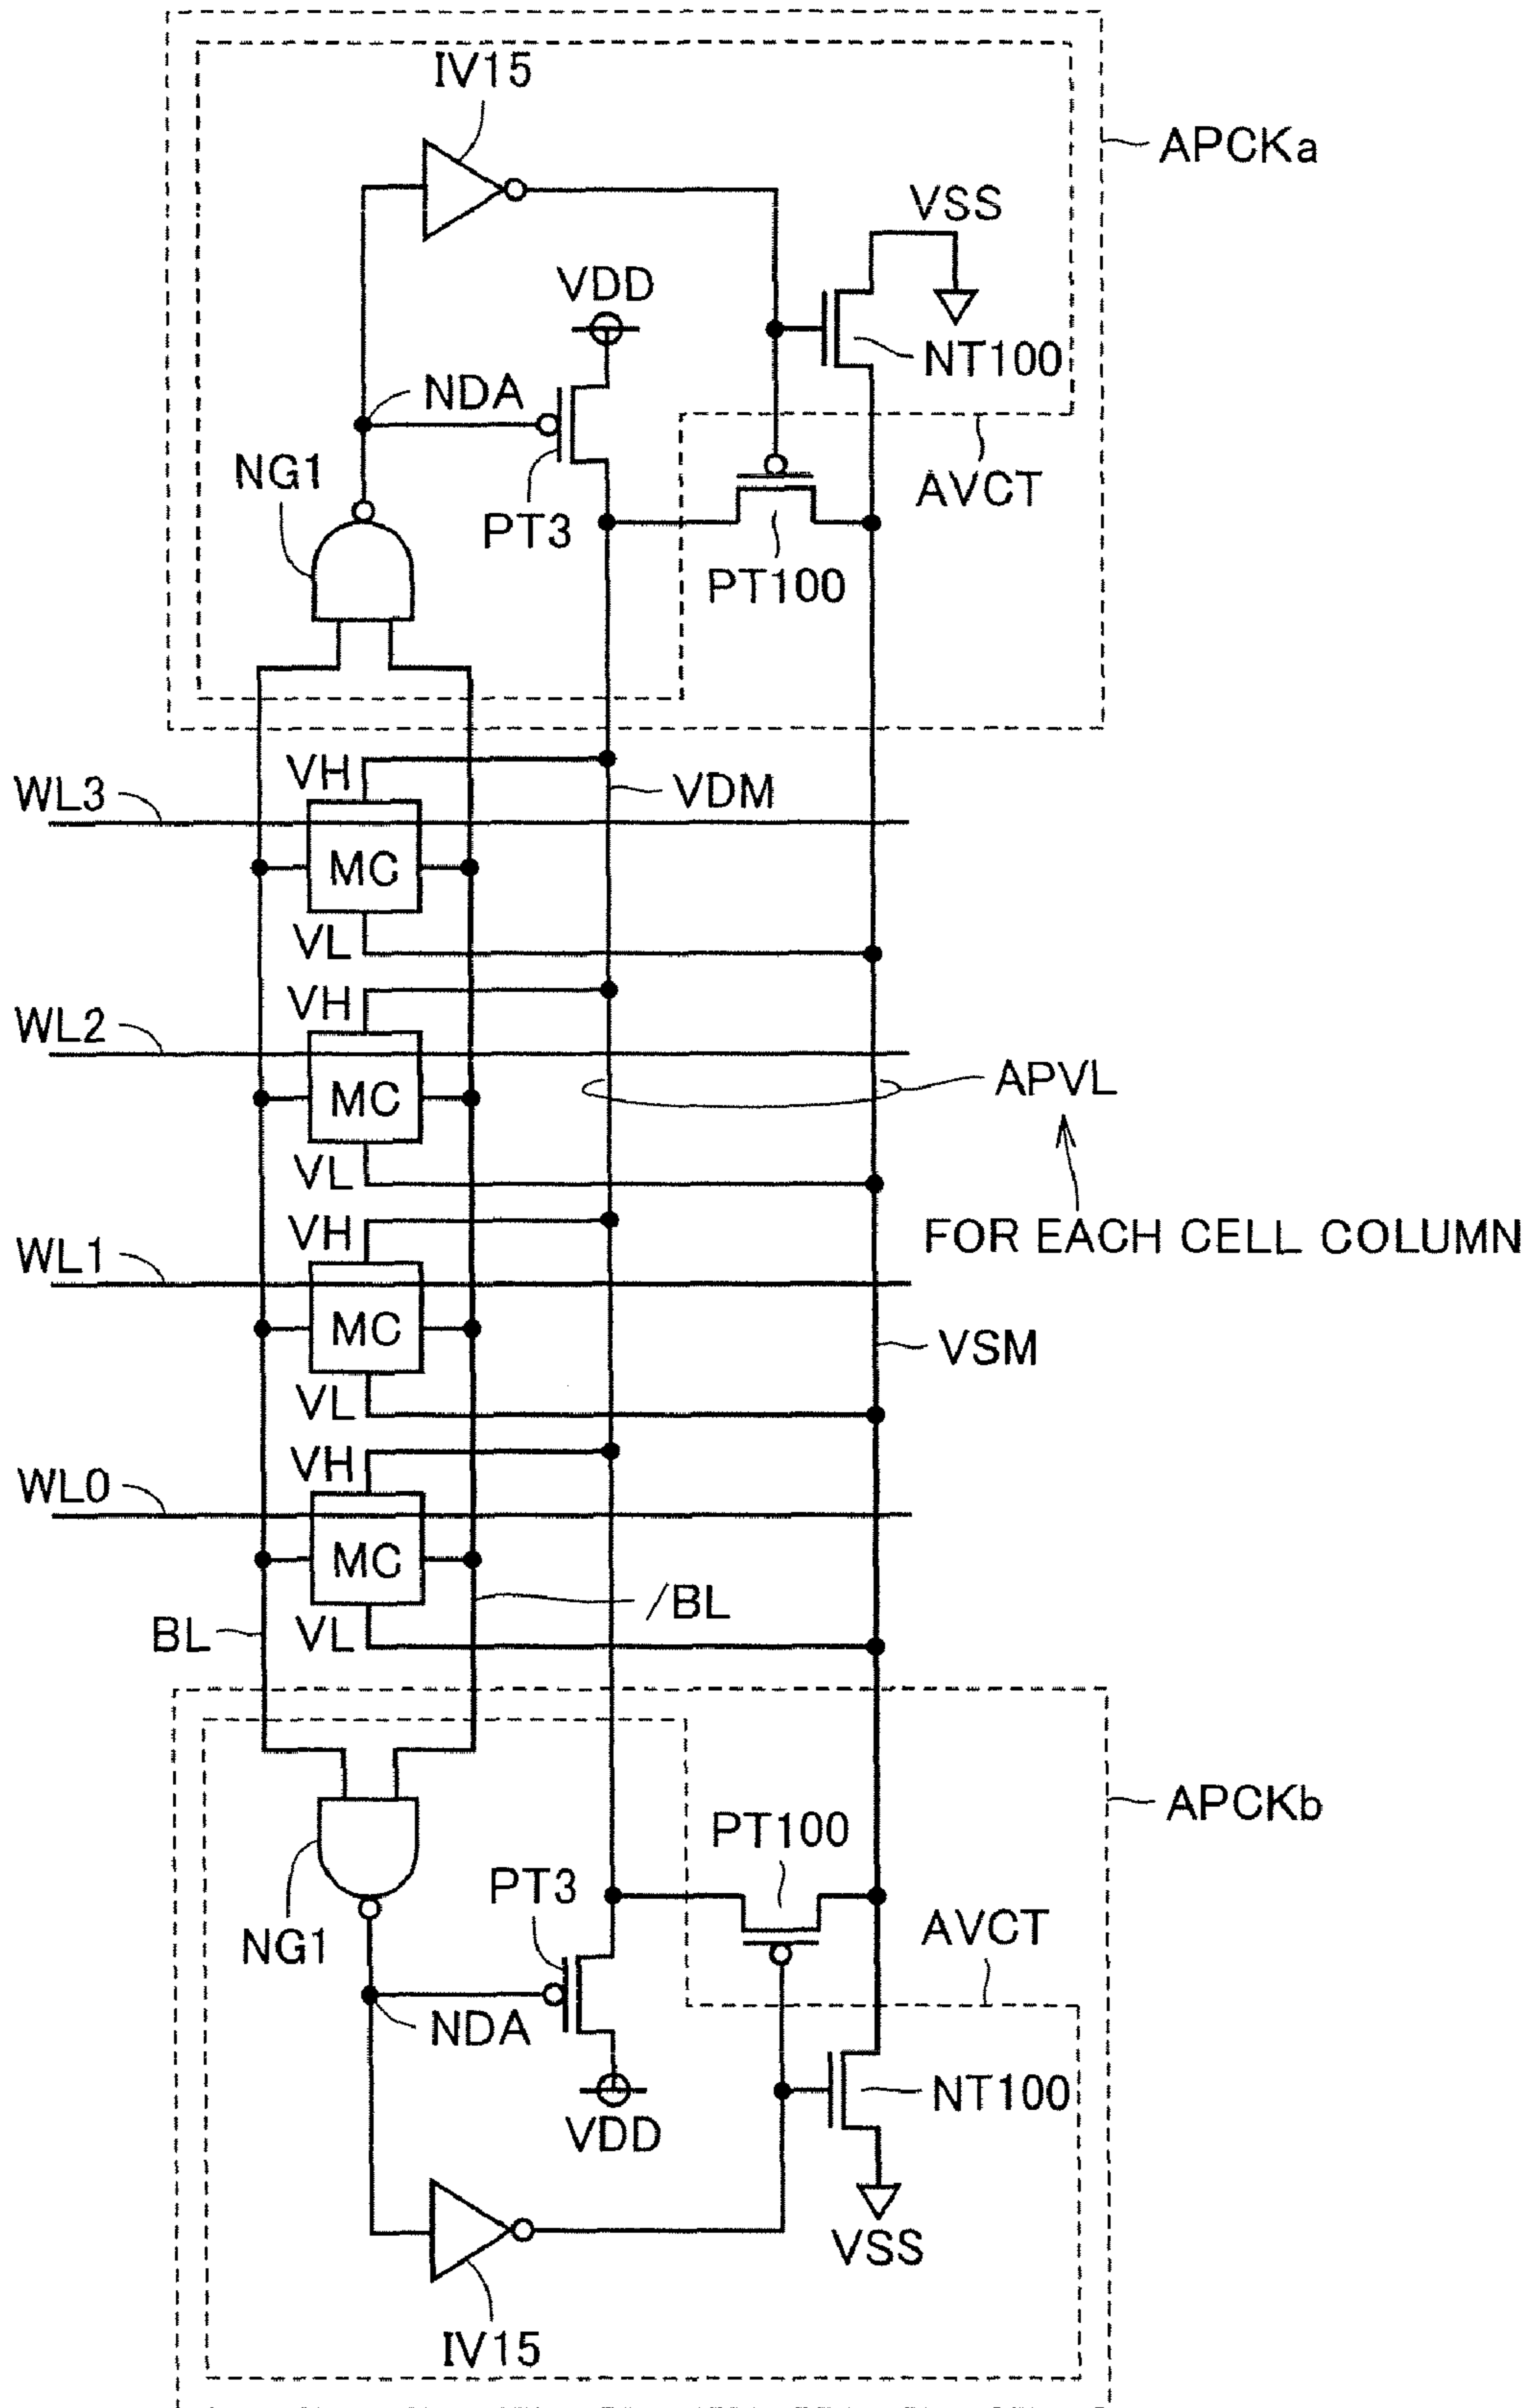 IV15
APCKa
VSS
VDD
NT100
NDA
NG1
AVCT
PT3
PT100
VH
WL3
VDM
MC
VL
VH
WL2
MC
APVL
VL
VH
FOR EACH CELL COLUMN
WL1
MC
VSM
VL
VH
WL0
MC
/BL
BL
VL
APCKb
PT100
PT3
AVCT
NG1
NDA
NT100
VDD
VSS
IV15